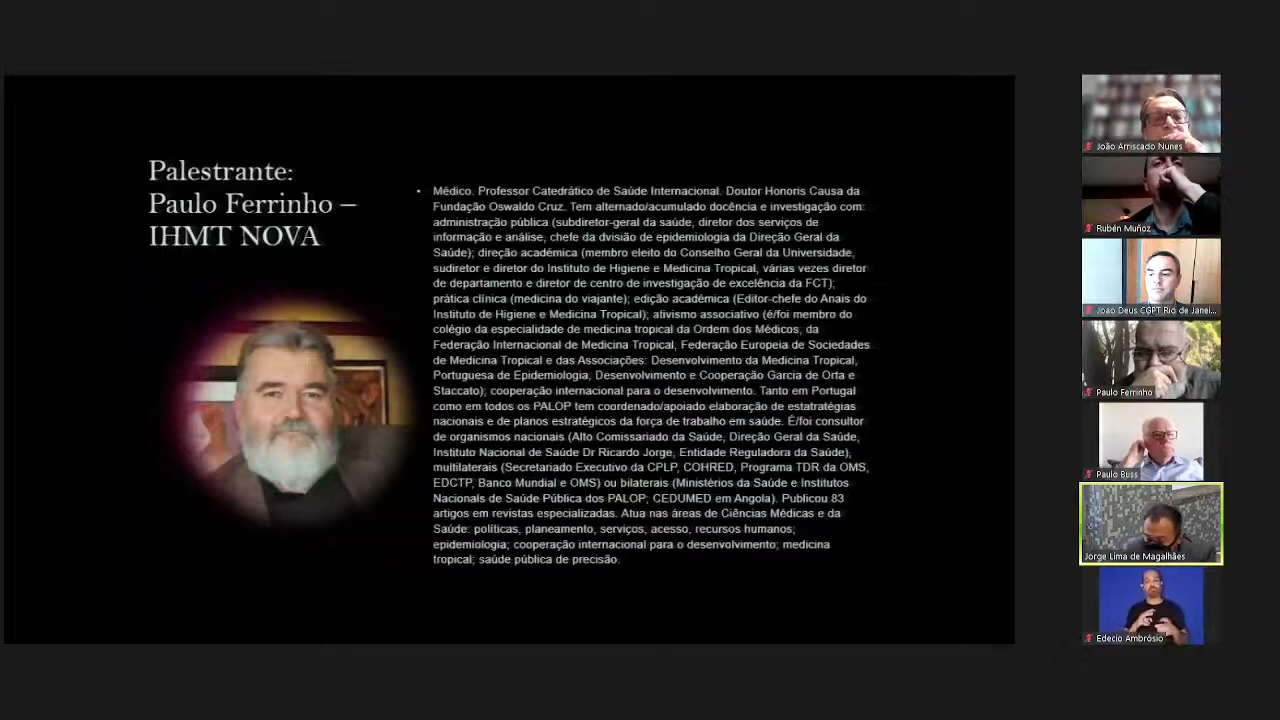 Palestrante:
Paulo Ferrinho –
IHMT NOVA
• Médico. Professor Catedrático de Saúde Internacional. Doutor Honoris Causa da
Fundação Oswaldo Cruz. Tem alternado/acumulado docência e investigação com:
administração pública (subdiretor-geral da saúde, diretor dos serviços de
informação e análise, chefe da dvisião de epidemiologia da Direção Geral da
Saúde); direção académica (membro eleito do Conselho Geral da Universidade,
sudiretor e diretor do Instituto de Higiene e Medicina Tropical, várias vezes diretor
de departamento e diretor de centro de investigação de excelência da FCT);
prática clínica (medicina do viajante); edição académica (Editor-chefe do Anais do
Instituto de Higiene e Medicina Tropical); ativismo associativo (é/foi membro do
colégio da especialidade de medicina tropical da Ordem dos Médicos, da
Federação Internacional de Medicina Tropical, Federação Europeia de Sociedades
de Medicina Tropical e das Associações: Desenvolvimento da Medicina Tropical,
Portuguesa de Epidemiologia, Desenvolvimento e Cooperação Garcia de Orta e
Staccato); cooperação internacional para o desenvolvimento. Tanto em Portugal
como em todos os PALOP tem coordenado/apoiado elaboração de estatratégias
nacionais e de planos estratégicos da força de trabalho em saúde. É/foi consultor
de organismos nacionais (Alto Comissariado da Saúde, Direção Geral da Saúde,
Instituto Nacional de Saúde Dr Ricardo Jorge, Entidade Reguladora da Saúde),
multilaterais (Secretariado Executivo da CPLP, COHRED, Programa TDR da OMS,
EDCTP, Banco Mundial e OMS) ou bilaterais (Ministérios da Saúde e Institutos
Nacionals de Saúde Pública dos PALOP; CEDUMED em Angola). Publicou 83
artigos em revistas especializadas. Atua nas áreas de Ciências Médicas e da
Saúde: políticas, planeamento, serviços, acesso, recursos humanos;
epidemiologia; cooperação internacional para o desenvolvimento; medicina
tropical; saúde pública de precisão.
João Arriscado Nunes
Rubén Muñoz
Joao Deus CGPT Rio de Janei...
Paulo Ferrinho
Paulo Buss
Jorge Lima de Magalhães
Edecio Ambrósio